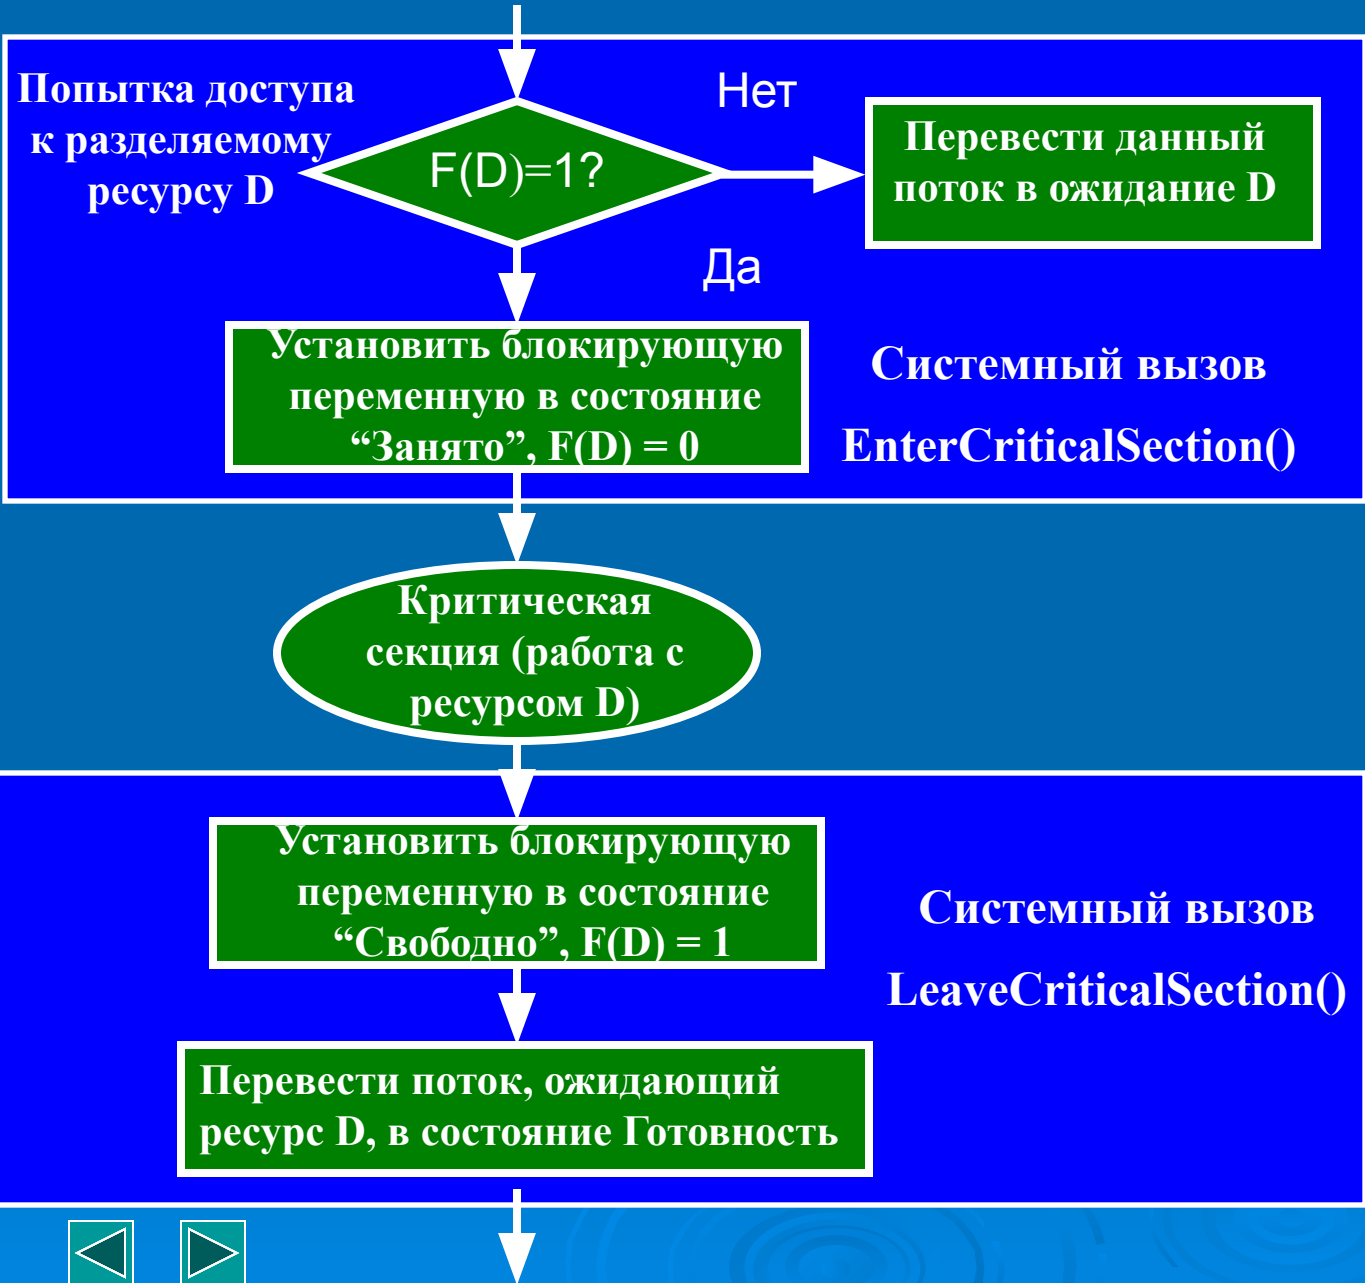 Попытка доступа
к разделяемому
ресурсу D
F(D)=1?
Нет
Перевести данный
поток в ожидание D
Да
Установить блокирующую
переменную в состояние
“Занято”, F(D) = 0
Системный вызов
EnterCriticalSection()
Критическая
секция (работа с
ресурсом D)
Установить блокирующую
переменную в состояние
“Свободно”, F(D) = 1
Системный вызов
LeaveCriticalSection()
Перевести поток, ожидающий
ресурс D, в состояние Готовность